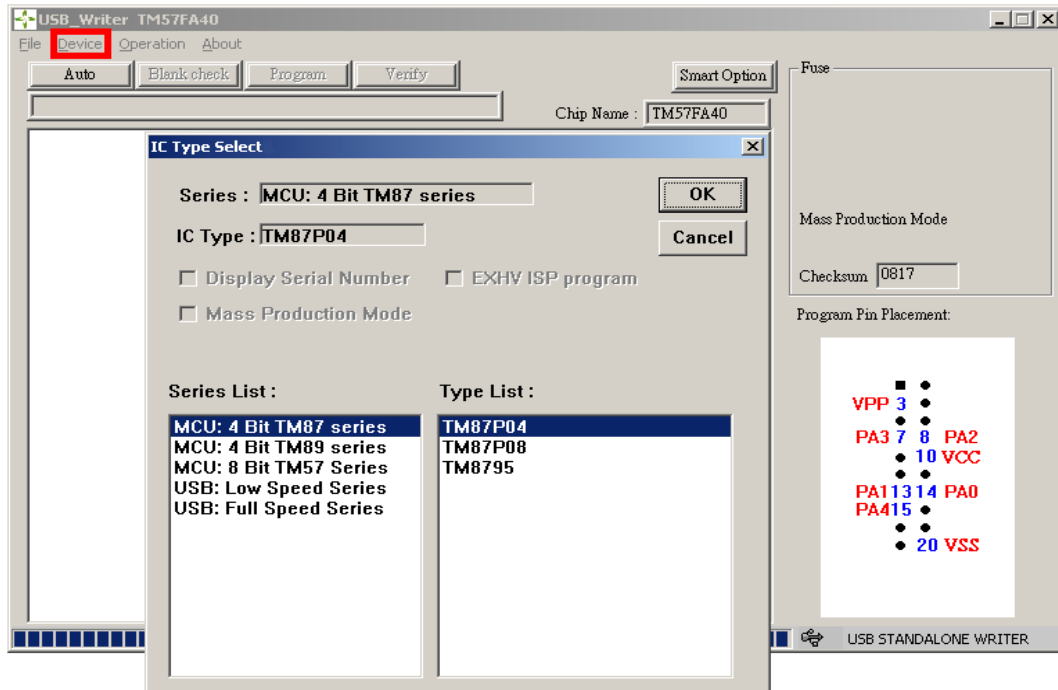 USB_Writer TM57FA40
File Device Operation About
Auto Blank check Program Verify Smart Option
Chip Name : TM57FA40
Fuse
Mass Production Mode
Checksum 0817
Program Pin Placement:
VPP 3
PA3 7 8 PA2
10 VCC
PA1 13 14 PA0
PA4 15
20 VSS
IC Type Select
Series : MCU: 4 Bit TM87 series
OK
IC Type : TM87P04
Cancel
Display Serial Number EXHV ISP program
Mass Production Mode
Series List :
MCU: 4 Bit TM87 series
MCU: 4 Bit TM89 series
MCU: 8 Bit TM57 Series
USB: Low Speed Series
USB: Full Speed Series
Type List :
TM87P04
TM87P08
TM8795
USB STANDALONE WRITER